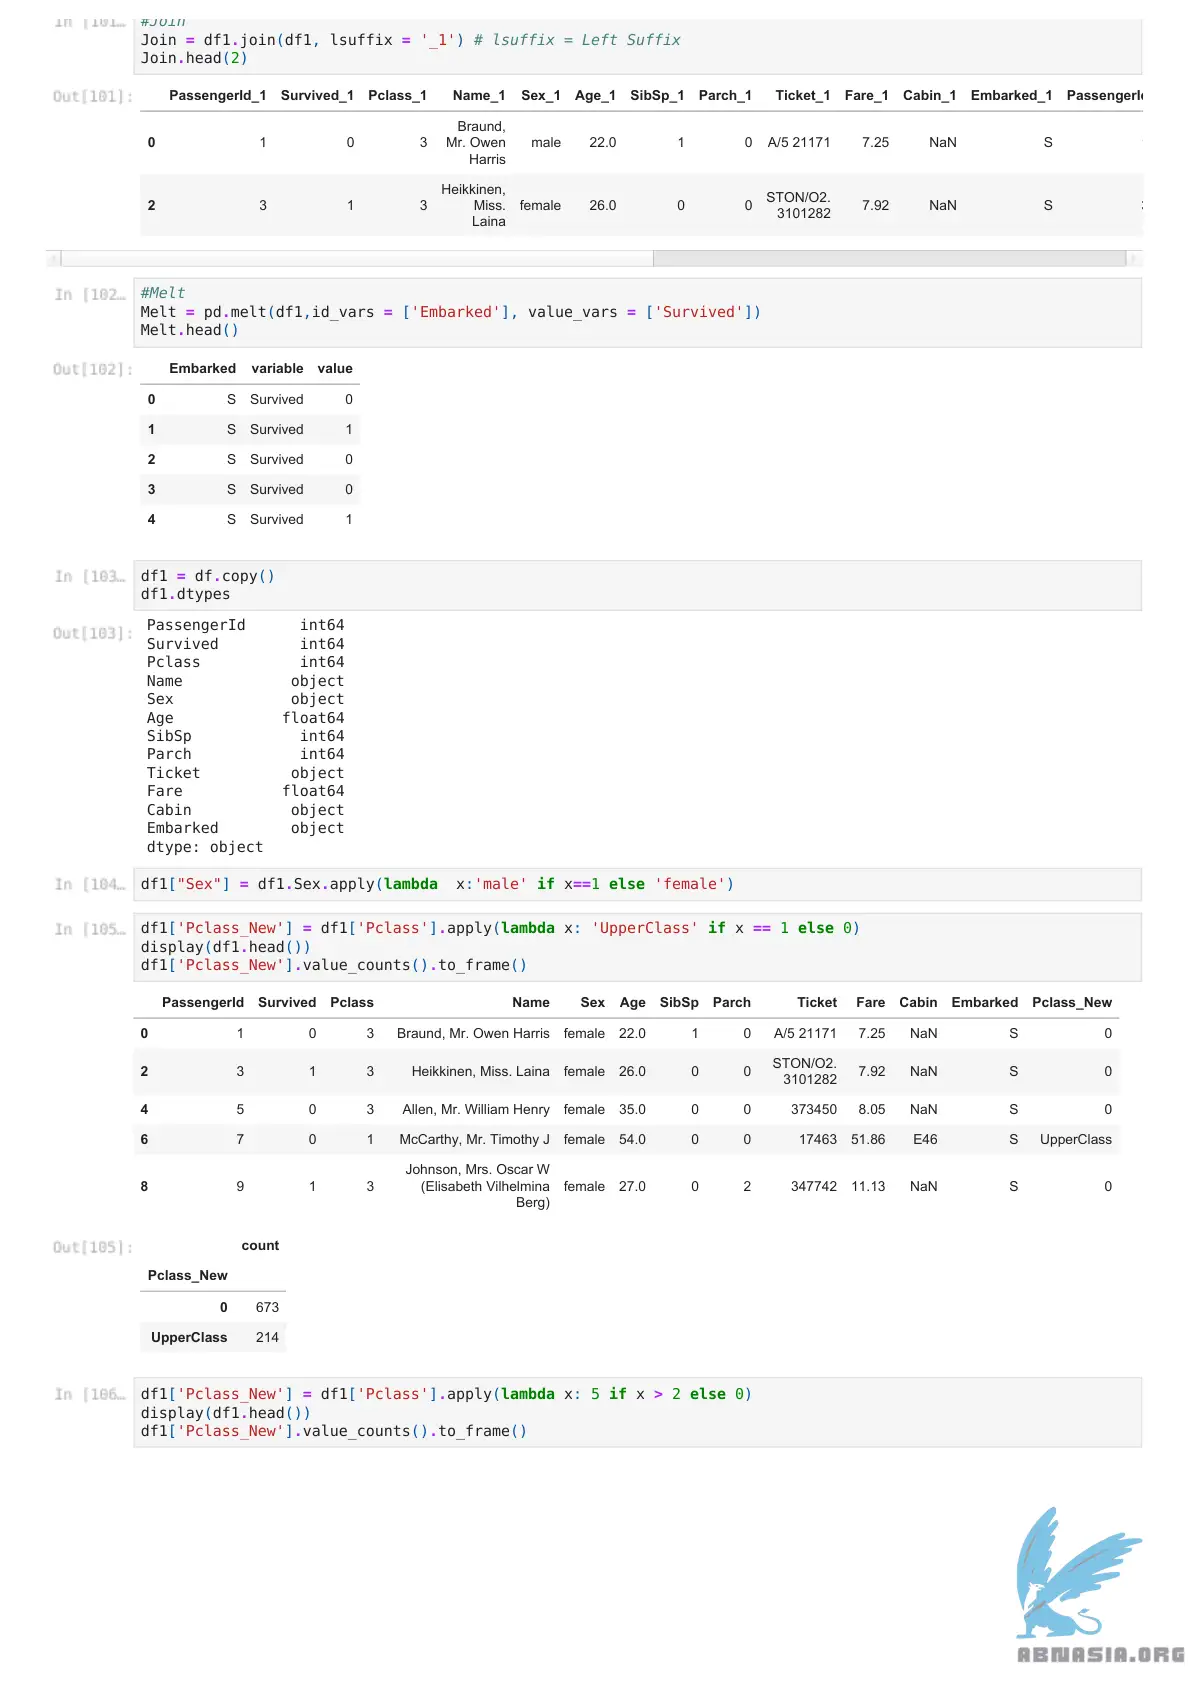 In [101…
#Join
Join = df1.join(df1, lsuffix = '_1') # lsuffix = Left Suffix
Join.head(2)
Out[101]:
PassengerId_1 Survived_1 Pclass_1 Name_1 Sex_1 Age_1 SibSp_1 Parch_1 Ticket_1 Fare_1 Cabin_1 Embarked_1 PassengerId
0 1 0 3 Braund, Mr. Owen Harris male 22.0 1 0 A/5 21171 7.25 NaN S
2 3 1 3 Heikkinen, Miss. Laina female 26.0 0 0 STON/O2. 3101282 7.92 NaN S
In [102…
#Melt
Melt = pd.melt(df1,id_vars = ['Embarked'], value_vars = ['Survived'])
Melt.head()
Out[102]:
Embarked variable value
0 S Survived 0
1 S Survived 1
2 S Survived 0
3 S Survived 0
4 S Survived 1
In [103…
df1 = df.copy()
df1.dtypes
Out[103]:
PassengerId int64
Survived int64
Pclass int64
Name object
Sex object
Age float64
SibSp int64
Parch int64
Ticket object
Fare float64
Cabin object
Embarked object
dtype: object
In [104…
df1["Sex"] = df1.Sex.apply(lambda  x:'male' if x==1 else 'female')
In [105…
df1['Pclass_New'] = df1['Pclass'].apply(lambda x: 'UpperClass' if x == 1 else 0)
display(df1.head())
df1['Pclass_New'].value_counts().to_frame()
PassengerId Survived Pclass Name Sex Age SibSp Parch Ticket Fare Cabin Embarked Pclass_New
0 1 0 3 Braund, Mr. Owen Harris female 22.0 1 0 A/5 21171 7.25 NaN S 0
2 3 1 3 Heikkinen, Miss. Laina female 26.0 0 0 STON/O2. 3101282 7.92 NaN S 0
4 5 0 3 Allen, Mr. William Henry female 35.0 0 0 373450 8.05 NaN S 0
6 7 0 1 McCarthy, Mr. Timothy J female 54.0 0 0 17463 51.86 E46 S UpperClass
8 9 1 3 Johnson, Mrs. Oscar W (Elisabeth Vilhelmina Berg) female 27.0 0 2 347742 11.13 NaN S 0
Out[105]:
count
Pclass_New
0 673
UpperClass 214
In [106…
df1['Pclass_New'] = df1['Pclass'].apply(lambda x: 5 if x > 2 else 0)
display(df1.head())
df1['Pclass_New'].value_counts().to_frame()
ABNASIA.ORG